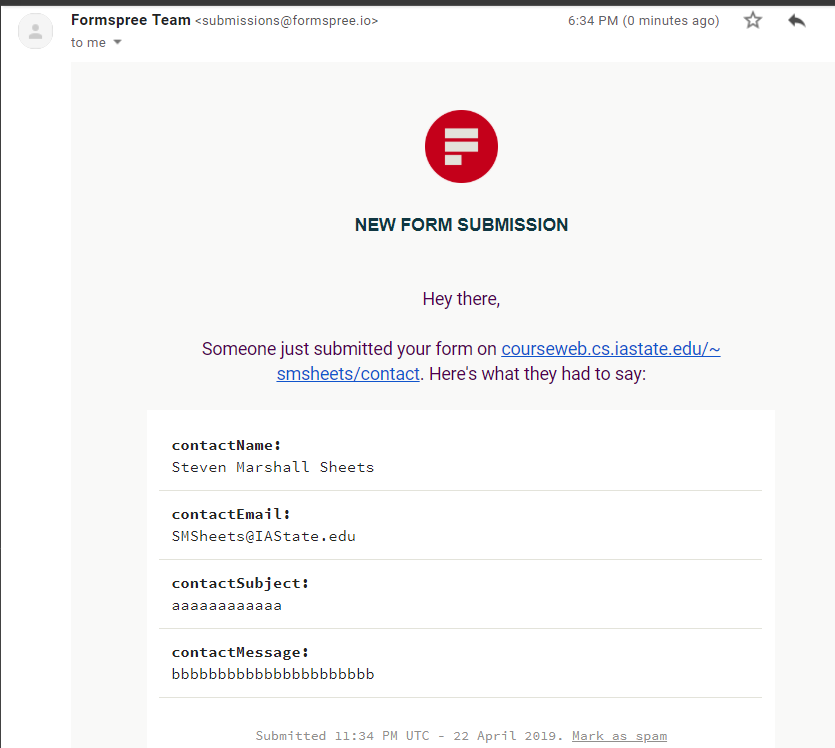 Formspree Team <submissions@formspree.io> 6:34 PM (0 minutes ago)
to me
NEW FORM SUBMISSION
Hey there,
Someone just submitted your form on courseweb.cs.iastate.edu/~
smsheets/contact. Here's what they had to say:
contactName:
Steven Marshall Sheets
contactEmail:
SMSheets@IAState.edu
contactSubject:
aaaaaaaaaaaa
contactMessage:
bbbbbbbbbbbbbbbbbbbbbb
Submitted 11:34 PM UTC - 22 April 2019. Mark as spam